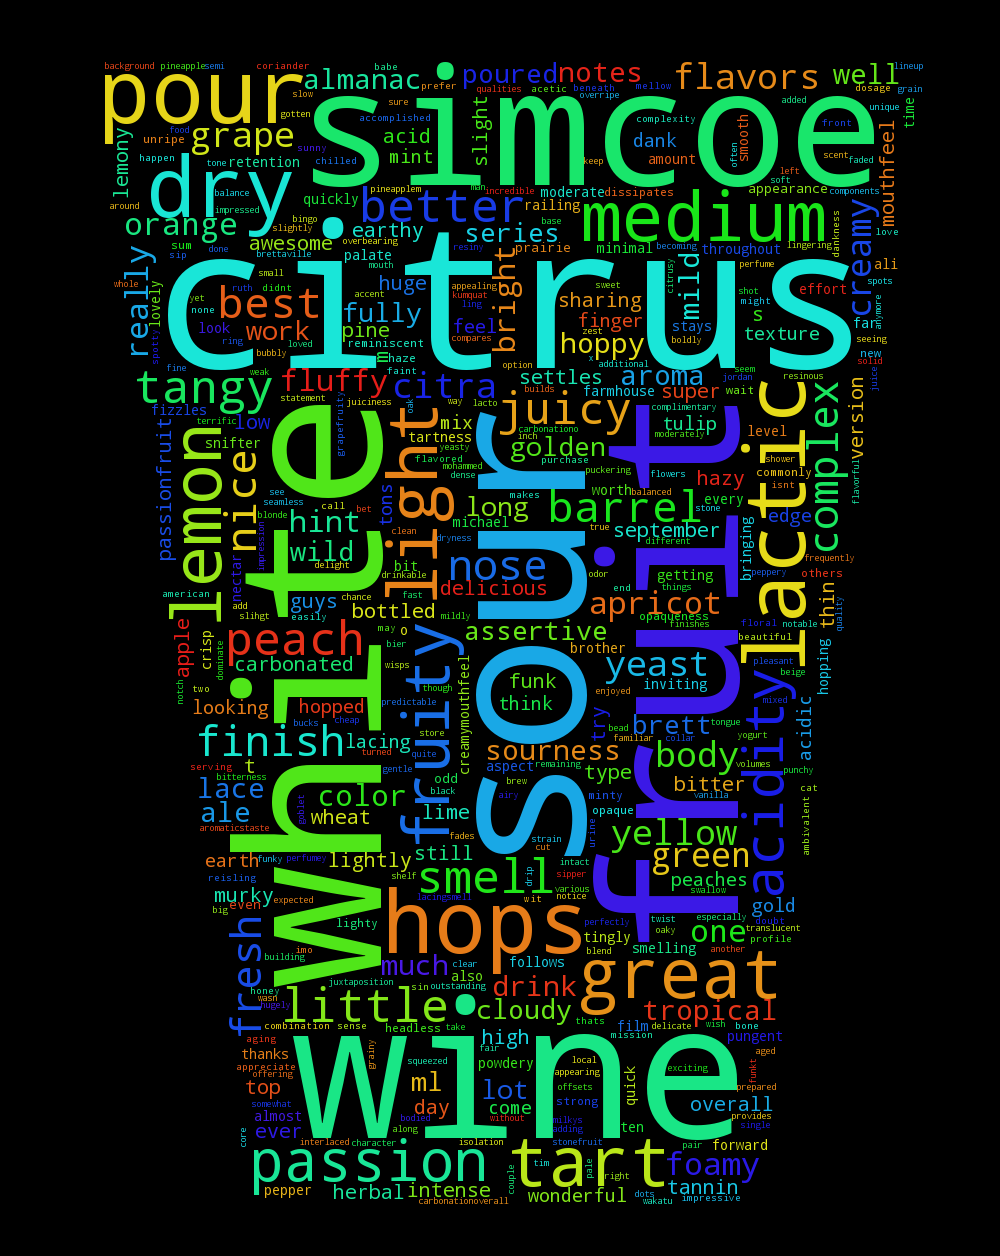 background pineapple semi coriander babe lineup
pour simcoe almanac poured notes flavors well
slow prefer qualities acetic beneath overripe mellow dosage grain
gotten sure added unique time
grape accomplished complexity front
lemony food unripe sunny acid slight dank smooth often mouthfeel
happen tone retention chilled mint keep amount scent faded
dry balance quickly pineapplem man incredible moderate dissipates left soft appearance components
around impressed better railing medium creamy love
orange bingo slightly earthy series base lingering dankness
really sum sip done awesome overbearing palate resiny bright prairie minimal becoming throughout
brettaville mouth citrus mild citrusy perfume ali
whole small huge appealing sweet shot spots
lovely yet ruth didnt accent kumquat ling sharing might effort anymore
none best fully finger s far
look work pine feel zest stays boldly texture seeing
spotty ring loved reminiscent compares hoppy new
bubbly m haze option x additional solid
fine weak faint settles aroma seem resinous juice
tangy fluffy citra farmhouse super jordan wait
statement juiciness way builds
passionfruit fizzles low grapefruity oak lacto juicy complimentary lactic complex version
terrific mix carbonationo tulip level
snifter tartness yeasty inch golden moderately shower
lemon nice flavored purchase commonly
white light mohammed puckering fruit hazy isnt flavorful
see tons dense flowers balanced
seamless call long makes worth barrel stone every
blonde hint bet michael true september edge
impression wild clean dryness sour different bringing frequently
delight bit nose odor getting peppery
nectar chance drinkable end things others
american easily fast delicious opaqueness
add guys mildly apricot thin quality
slihgt bottled finishes floral notable
crisp may o assertive beautiful
apple dominate peach bier brother
carbonated wisps yeast pleasant hopping
notch fruity though funk inviting beige
two predictable creamymouthfeel think enjoyed mixed acidity
looking hopped store bead tongue acidic
bucks cheap familiar try brett collar
finish turned lacing quite sourness yogurt
serving t gentle aspect remaining body volumes
bitterness odd type punchy
lace color black brew minty bitter cat
ale goblet wheat lime airy opaque vanilla ambivalent
aromaticstaste strain urine
fades cut yellow
earth funky perfumey lightly still green
reisling shelf intact peaches
murky expected smell sipper drip various swallow
even lacingsmell wit notice gold
big lighty hops perfectly twist especially doubt
fresh oaky one translucent
imo tingly profile
building blend smelling another
juxtaposition clear follows
much also outstanding great
honey sin drink
wasn hugely little cloudy tropical
combination sense headless take thats film delicate wish bone
aging high mission pungent
thanks grainy fair local
appreciate squeezed powdery appearing exciting aged
offering wine funkt
top ml lot offsets quick prepared
somewhat day come strong overall
almost bodied without milkys provides
ever along adding ten single
core interlaced character isolation stonefruit pair forward
passion tart
couple tim pale right foamy
pepper herbal intense wonderful dots tannin
carbonationoverall wakatu impressive